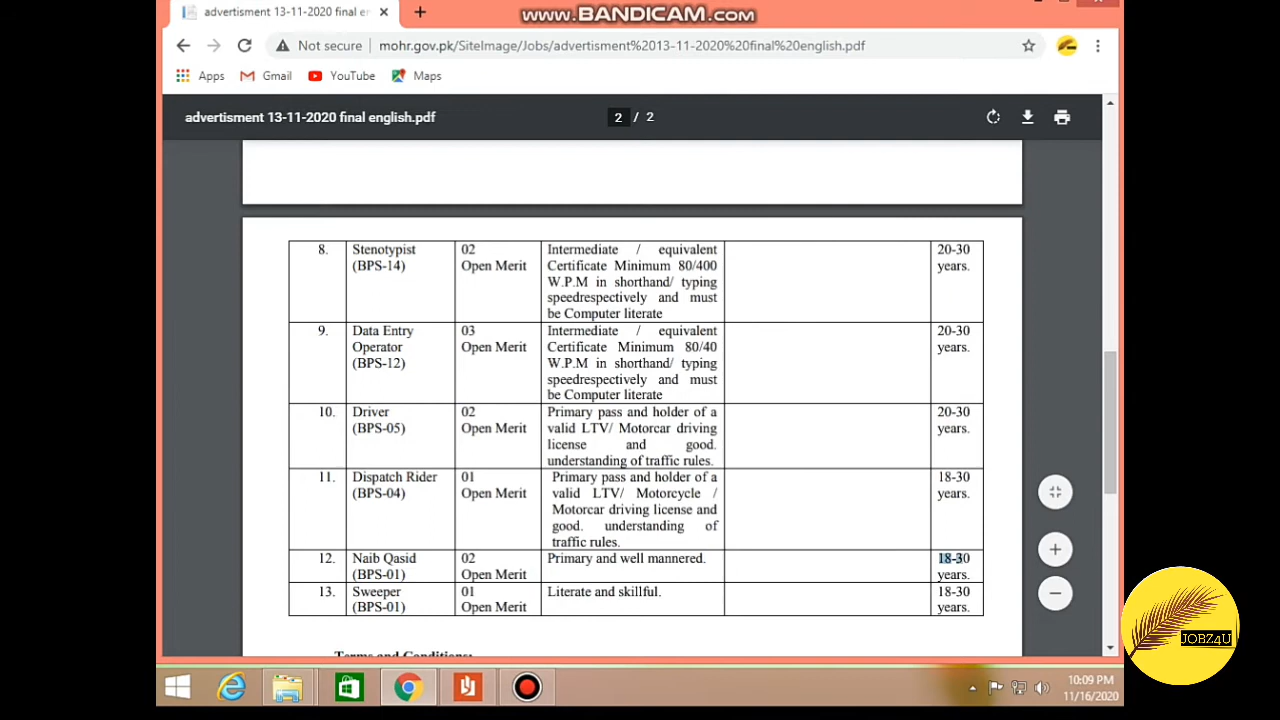 advertisment 13-11-2020 final e
www.BANDICAM.com
Not secure | mohr.gov.pk/SiteImage/Jobs/advertisment%2013-11-2020%20final%20english.pdf
Apps Gmail YouTube Maps
advertisment 13-11-2020 final english.pdf
2 / 2
8. Stenotypist (BPS-14)
02 Open Merit
Intermediate / equivalent
Certificate Minimum 80/400
W.P.M in shorthand/ typing
speedrespectively and must
be Computer literate
20-30
years.
9. Data Entry
Operator
(BPS-12)
03
Open Merit
Intermediate / equivalent
Certificate Minimum 80/40
W.P.M in shorthand/ typing
speedrespectively and must
be Computer literate
20-30
years.
10. Driver
(BPS-05)
02
Open Merit
Primary pass and holder of a
valid LTV/ Motorcar driving
license and good.
understanding of traffic rules.
20-30
years.
11. Dispatch Rider
(BPS-04)
01
Open Merit
Primary pass and holder of a
valid LTV/ Motorcycle /
Motorcar driving license and
good. understanding of
traffic rules.
18-30
years.
12. Naib Qasid
(BPS-01)
02
Open Merit
Primary and well mannered.
18-30
years.
13. Sweeper
(BPS-01)
01
Open Merit
Literate and skillful.
18-30
years.
Terms and Conditions:
JOBZ4U
10:09 PM
11/16/2020